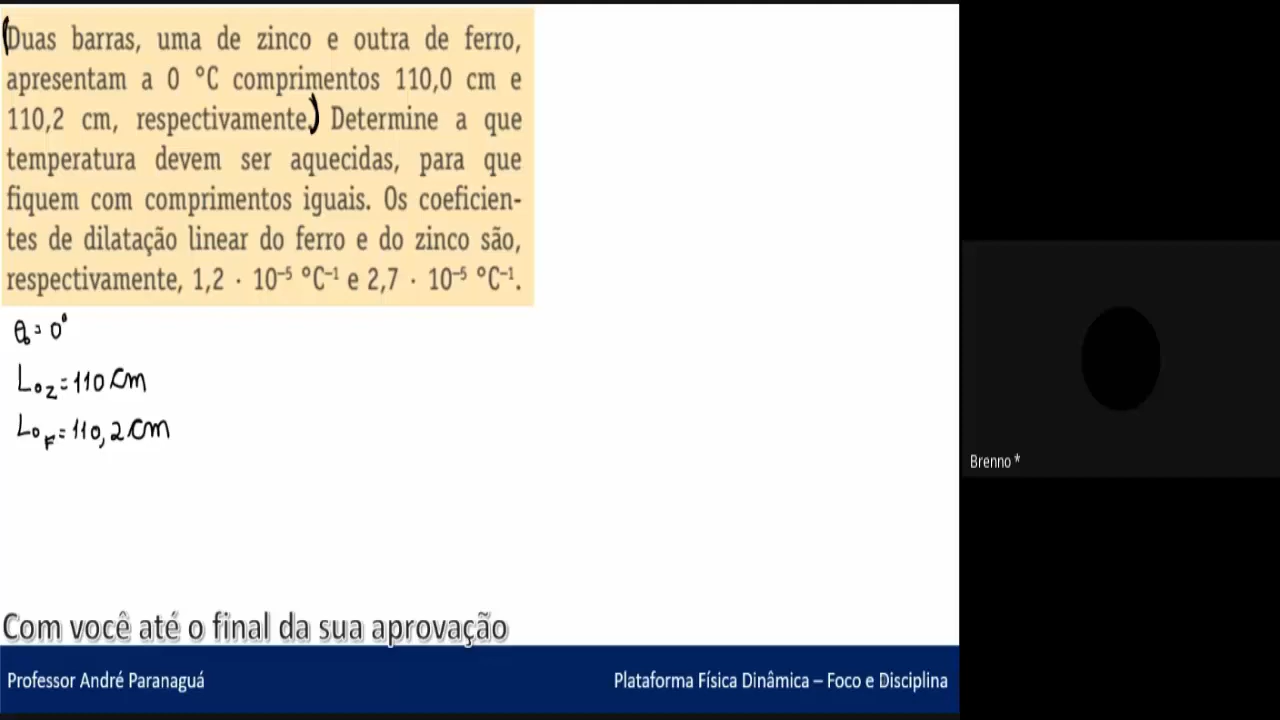 Duas barras, uma de zinco e outra de ferro,
apresentam a 0 °C comprimentos 110,0 cm e
110,2 cm, respectivamente.) Determine a que
temperatura devem ser aquecidas, para que
fiquem com comprimentos iguais. Os coeficien-
tes de dilatação linear do ferro e do zinco são,
respectivamente, 1,2 · 10⁻⁵ °C⁻¹ e 2,7 · 10⁻⁵ °C⁻¹.
θ₀ = 0°
L₀z = 110 cm
L₀F = 110,2 cm
Brenno *
Com você até o final da sua aprovação
Professor André Paranaguá
Plataforma Física Dinâmica – Foco e Disciplina